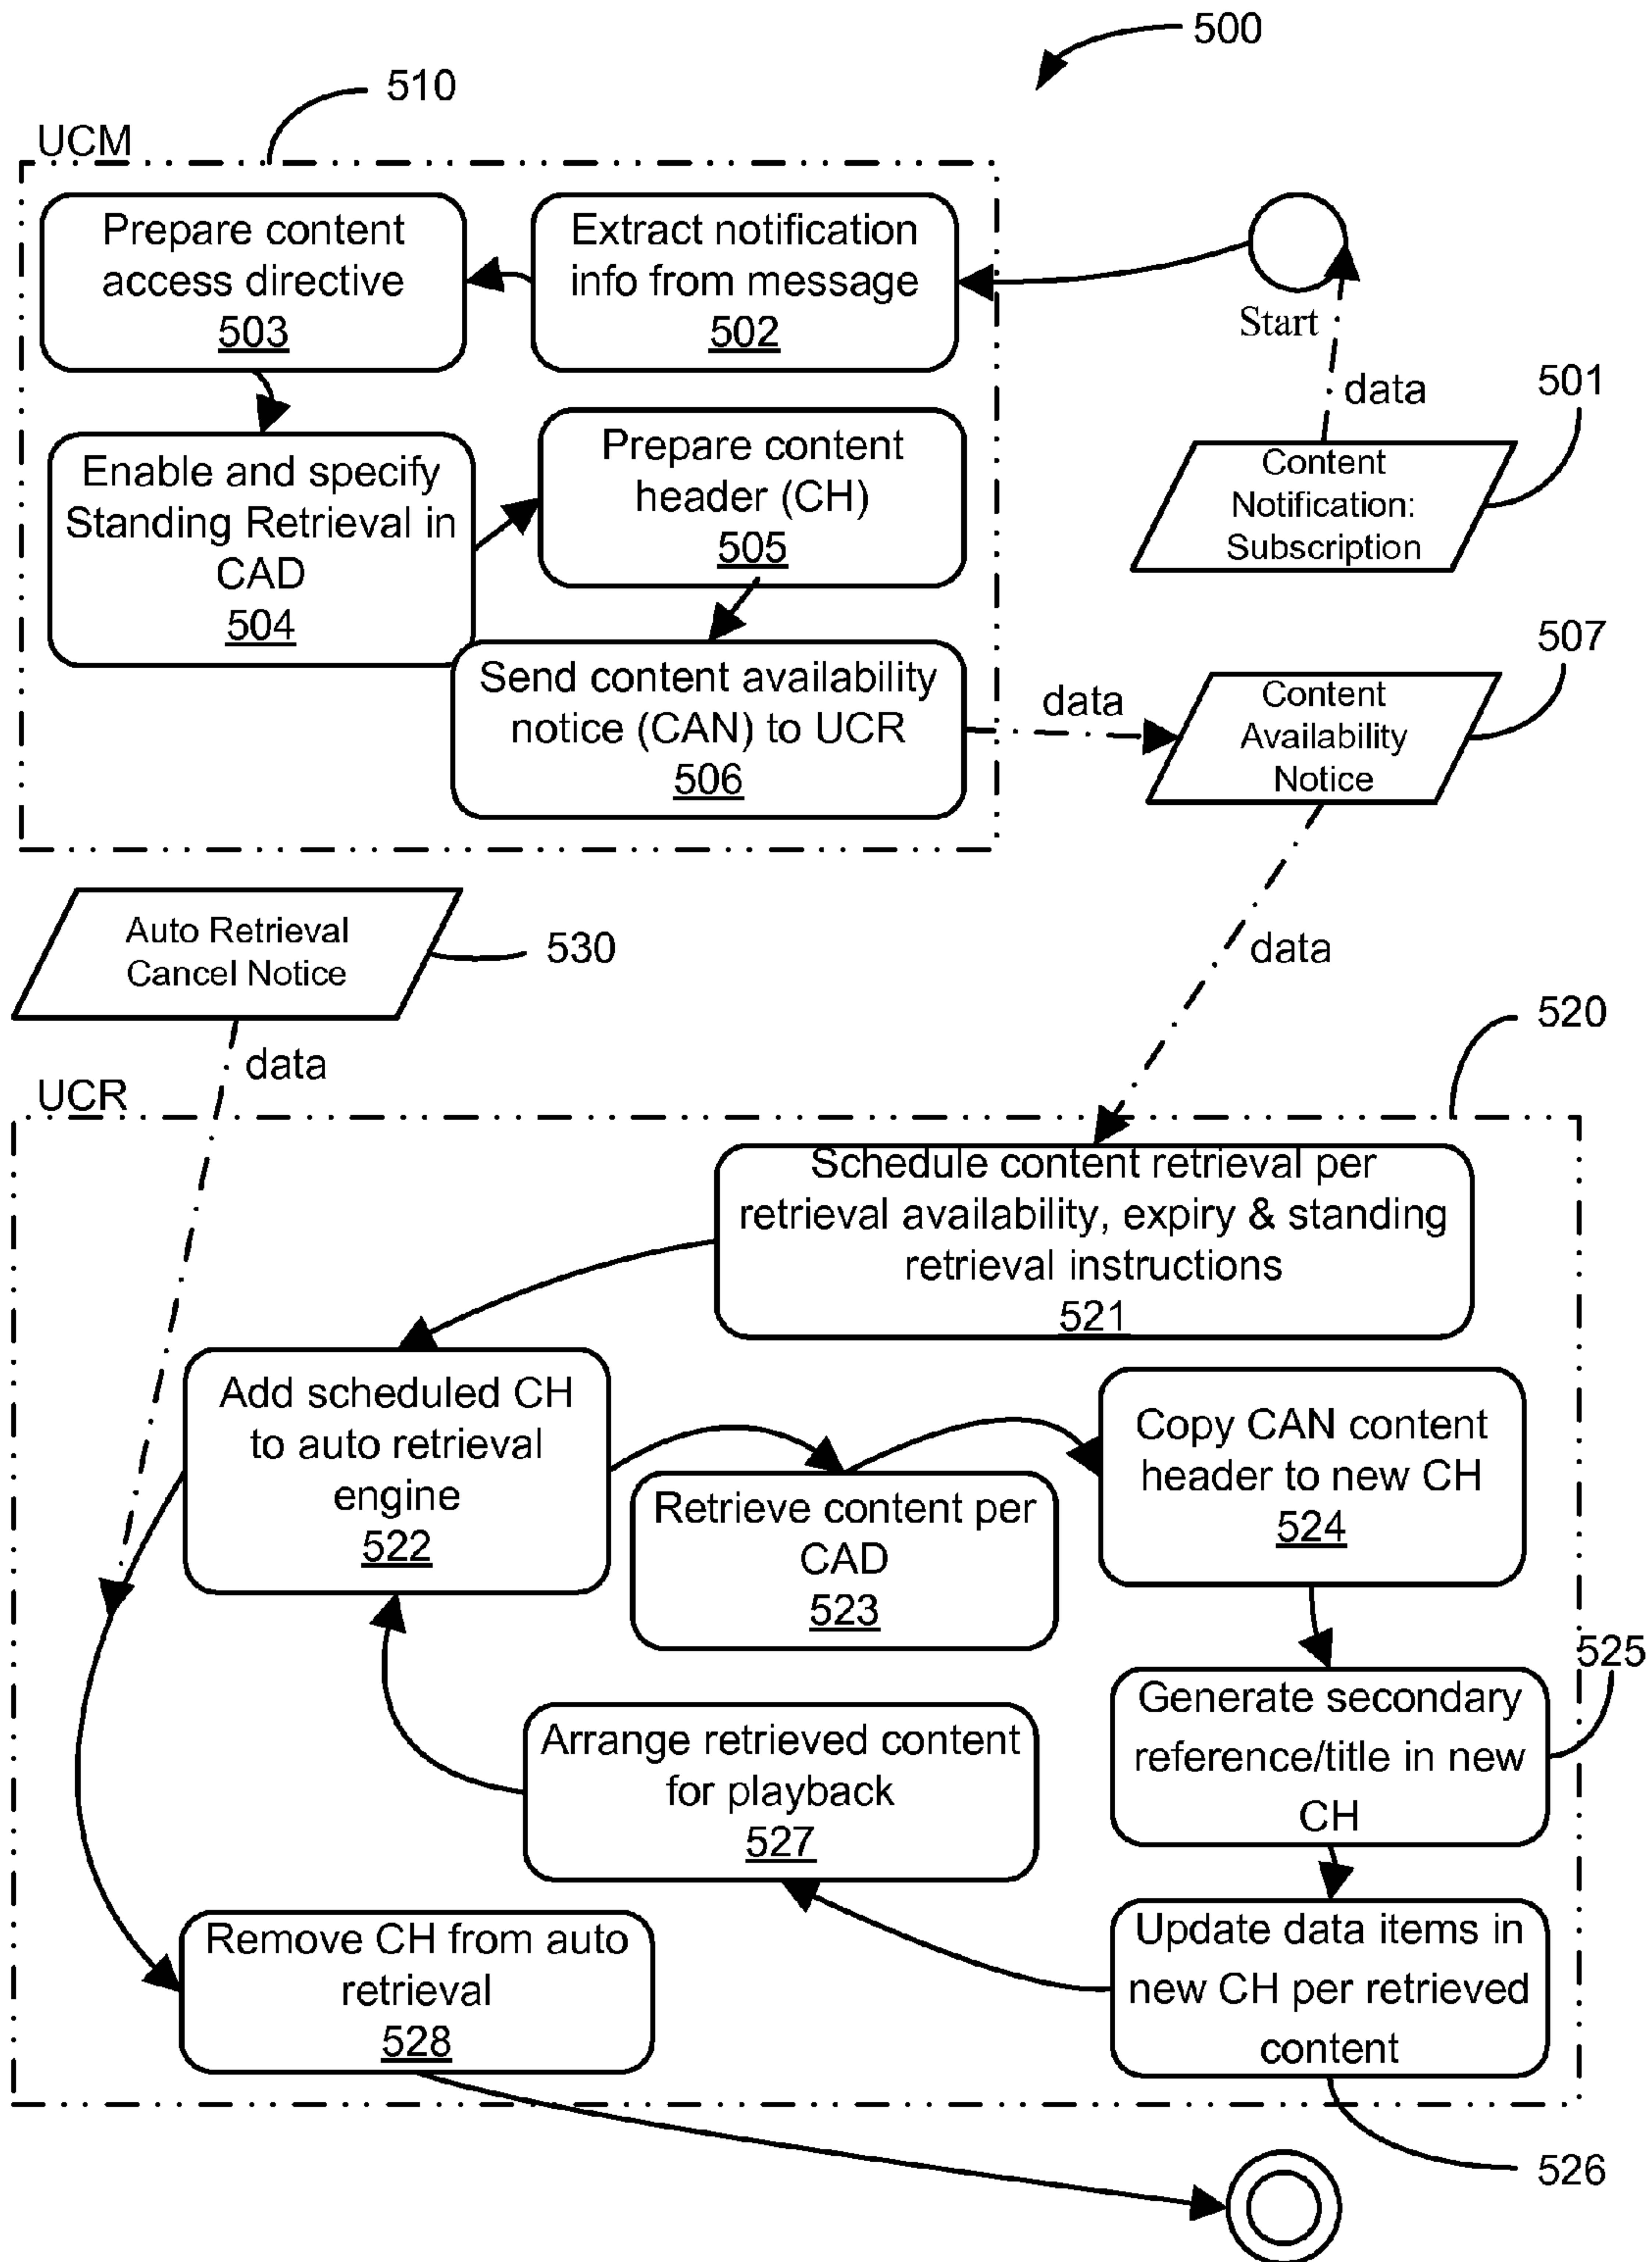 500
510
UCM
Prepare content
access directive
503
Extract notification
info from message
502
Start
data
501
Content
Notification:
Subscription
Enable and specify
Standing Retrieval in
CAD
504
Prepare content
header (CH)
505
Send content availability
notice (CAN) to UCR
506
data
507
Content
Availability
Notice
Auto Retrieval
Cancel Notice
530
data
data
520
UCR
Schedule content retrieval per
retrieval availability, expiry & standing
retrieval instructions
521
Add scheduled CH
to auto retrieval
engine
522
Retrieve content per
CAD
523
Copy CAN content
header to new CH
524
525
Generate secondary
reference/title in new
CH
Arrange retrieved content
for playback
527
Update data items in
new CH per retrieved
content
526
Remove CH from auto
retrieval
528